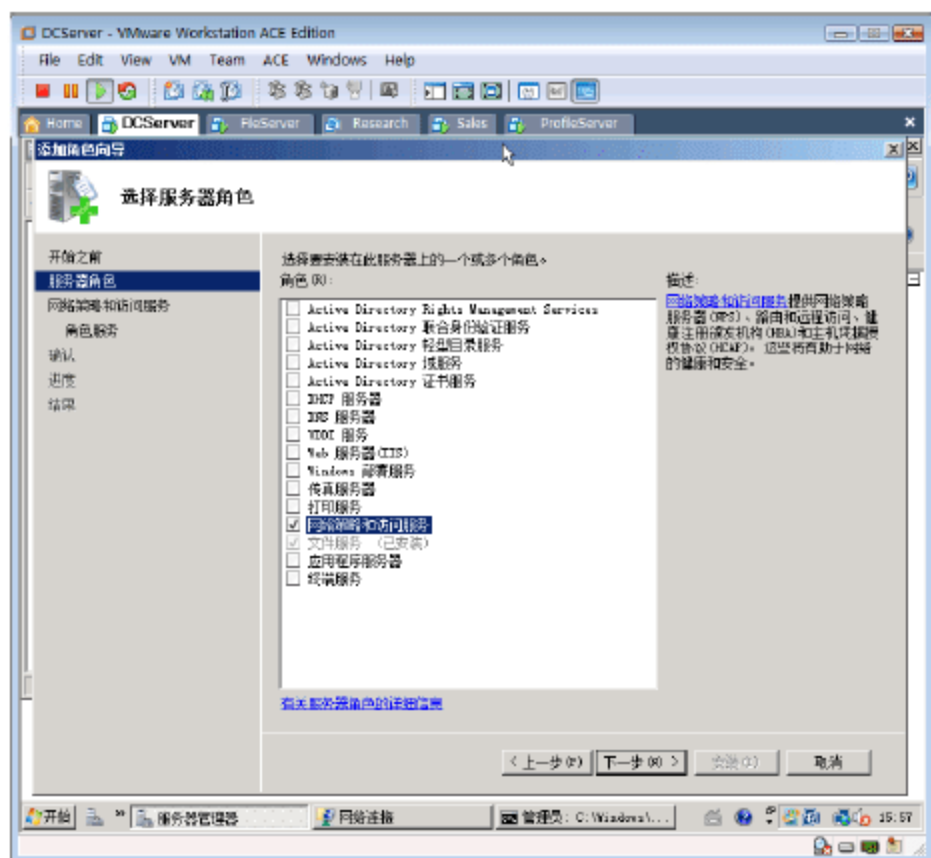 DCServer - VMware Workstation ACE Edition
File Edit View VM Team ACE Windows Help
Home DCServer FileServer Research Sales ProfileServer
添加角色向导
选择服务器角色
开始之前
服务器角色
网络策略和访问服务
角色服务
确认
进度
结果
选择要安装在此服务器上的一个或多个角色。
角色(R):
Active Directory Rights Management Services
Active Directory 联合身份验证服务
Active Directory 轻型目录服务
Active Directory 域服务
Active Directory 证书服务
DHCP 服务器
DNS 服务器
UDDI 服务
Web 服务器(IIS)
Windows 部署服务
传真服务器
打印服务
网络策略和访问服务
文件服务 (已安装)
应用程序服务器
终端服务
有关服务器角色的详细信息
描述:
网络策略和访问服务提供网络策略
服务器(NPS)、路由和远程访问、健
康注册颁发机构(HRA)和主机凭据授
权协议(HCAP)。这些将有助于网络
的健康和安全。
< 上一步(P) 下一步(N) > 安装(I) 取消
开始 服务器管理器 网络连接 管理员: C:\Windows\... 15:57